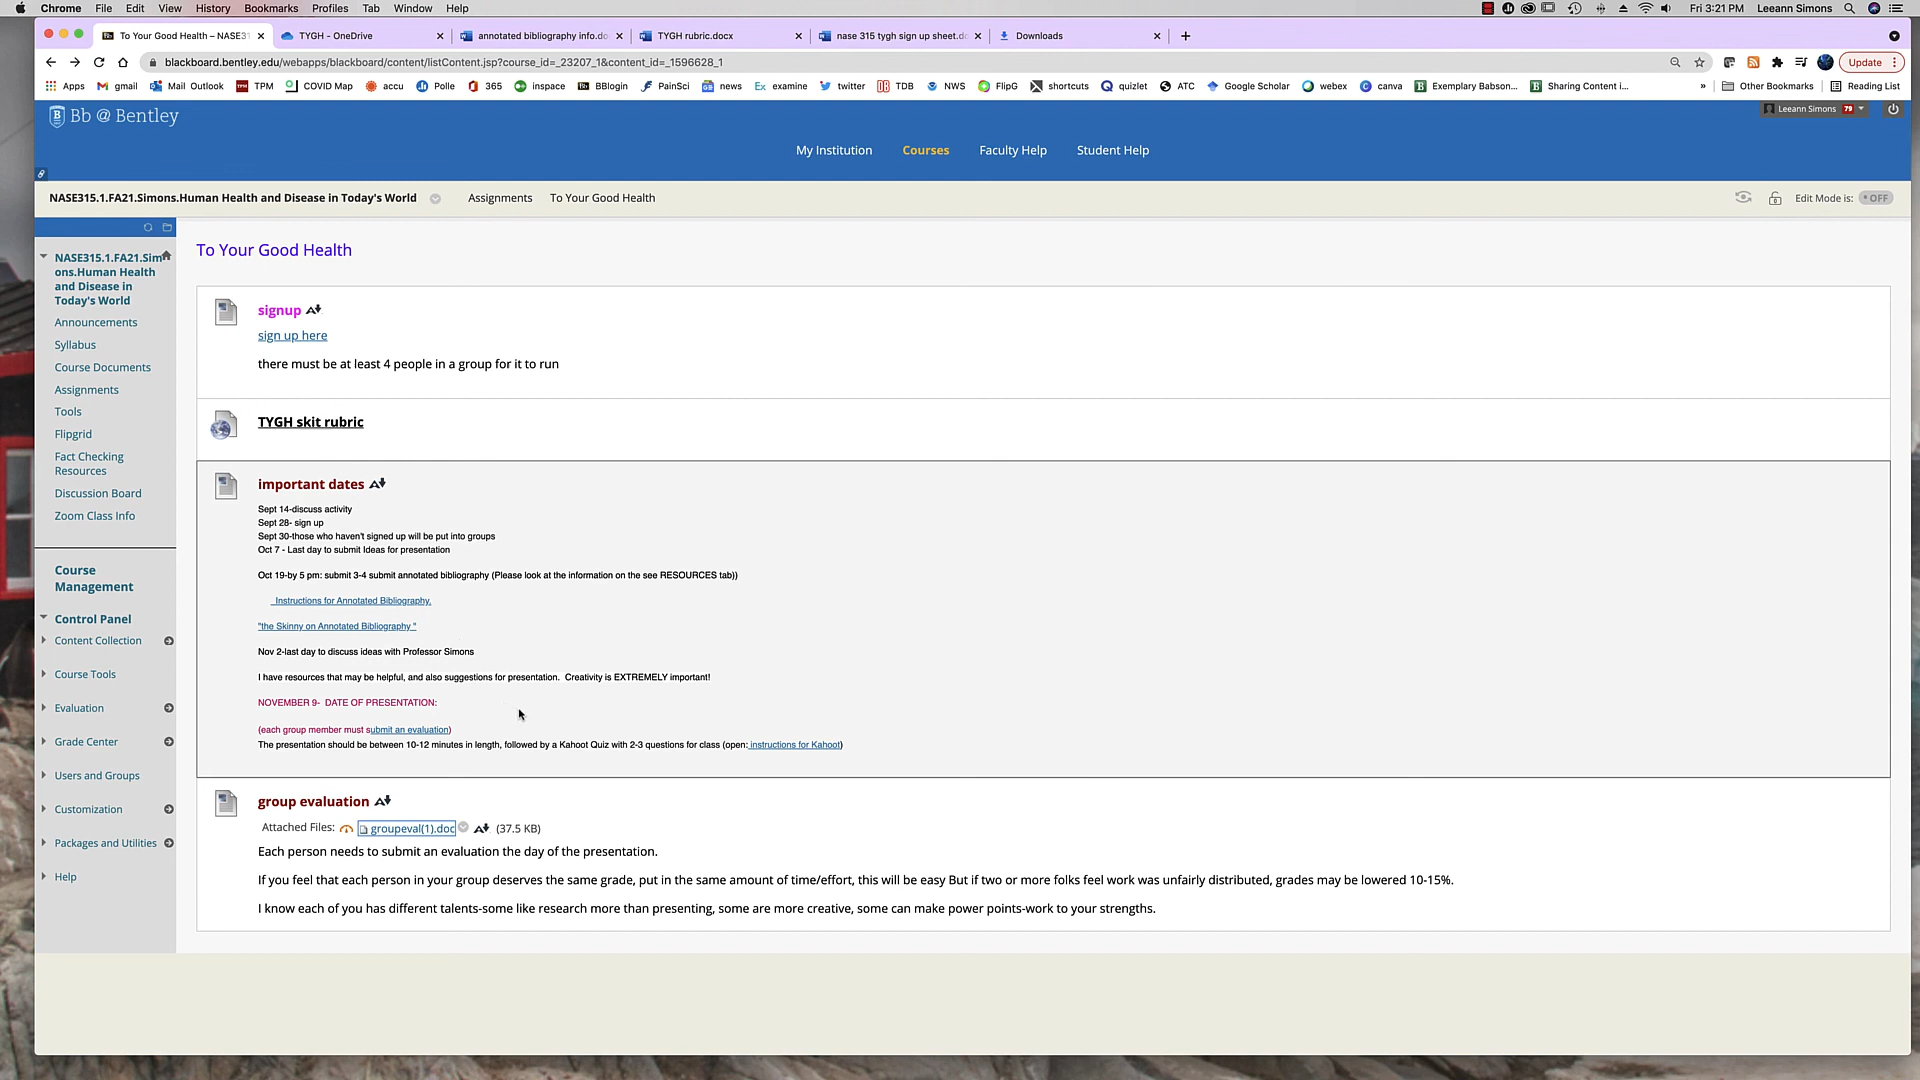 Chrome File Edit View History Bookmarks Profiles Tab Window Help Fri 3:21 PM Leeann Simons
To Your Good Health – NASE3 TYGH - OneDrive annotated bibliography info.do TYGH rubric.docx nase 315 tygh sign up sheet.d Downloads
blackboard.bentley.edu/webapps/blackboard/content/listContent.jsp?course_id=_23207_1&content_id=_1596628_1 Update
Apps gmail Mail Outlook TPM COVID Map accu Polle 365 inspace BBlogin PainSci news Ex examine twitter TDB NWS FlipG shortcuts quizlet ATC Google Scholar webex canva Exemplary Babson... Sharing Content i... » Other Bookmarks Reading List
Bb @ Bentley
Leeann Simons 79
My Institution Courses Faculty Help Student Help
NASE315.1.FA21.Simons.Human Health and Disease in Today's World Assignments To Your Good Health Edit Mode is: OFF
NASE315.1.FA21.Sim
ons.Human Health
and Disease in
Today's World
Announcements
Syllabus
Course Documents
Assignments
Tools
Flipgrid
Fact Checking
Resources
Discussion Board
Zoom Class Info
Course
Management
Control Panel
Content Collection
Course Tools
Evaluation
Grade Center
Users and Groups
Customization
Packages and Utilities
Help
To Your Good Health
signup
sign up here
there must be at least 4 people in a group for it to run
TYGH skit rubric
important dates
Sept 14-discuss activity
Sept 28- sign up
Sept 30-those who haven't signed up will be put into groups
Oct 7 - Last day to submit Ideas for presentation
Oct 19-by 5 pm: submit 3-4 submit annotated bibliography (Please look at the information on the see RESOURCES tab))
Instructions for Annotated Bibliography.
"the Skinny on Annotated Bibliography "
Nov 2-last day to discuss ideas with Professor Simons
I have resources that may be helpful, and also suggestions for presentation. Creativity is EXTREMELY important!
NOVEMBER 9- DATE OF PRESENTATION:
(each group member must submit an evaluation)
The presentation should be between 10-12 minutes in length, followed by a Kahoot Quiz with 2-3 questions for class (open: instructions for Kahoot)
group evaluation
Attached Files: groupeval(1).doc (37.5 KB)
Each person needs to submit an evaluation the day of the presentation.
If you feel that each person in your group deserves the same grade, put in the same amount of time/effort, this will be easy But if two or more folks feel work was unfairly distributed, grades may be lowered 10-15%.
I know each of you has different talents-some like research more than presenting, some are more creative, some can make power points-work to your strengths.